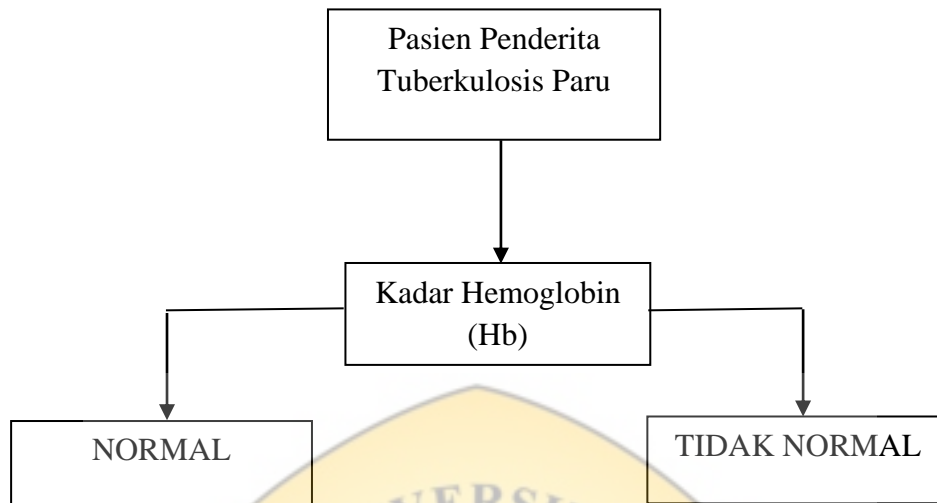 Pasien Penderita
Tuberkulosis Paru
Kadar Hemoglobin
(Hb)
NORMAL
TIDAK NORMAL